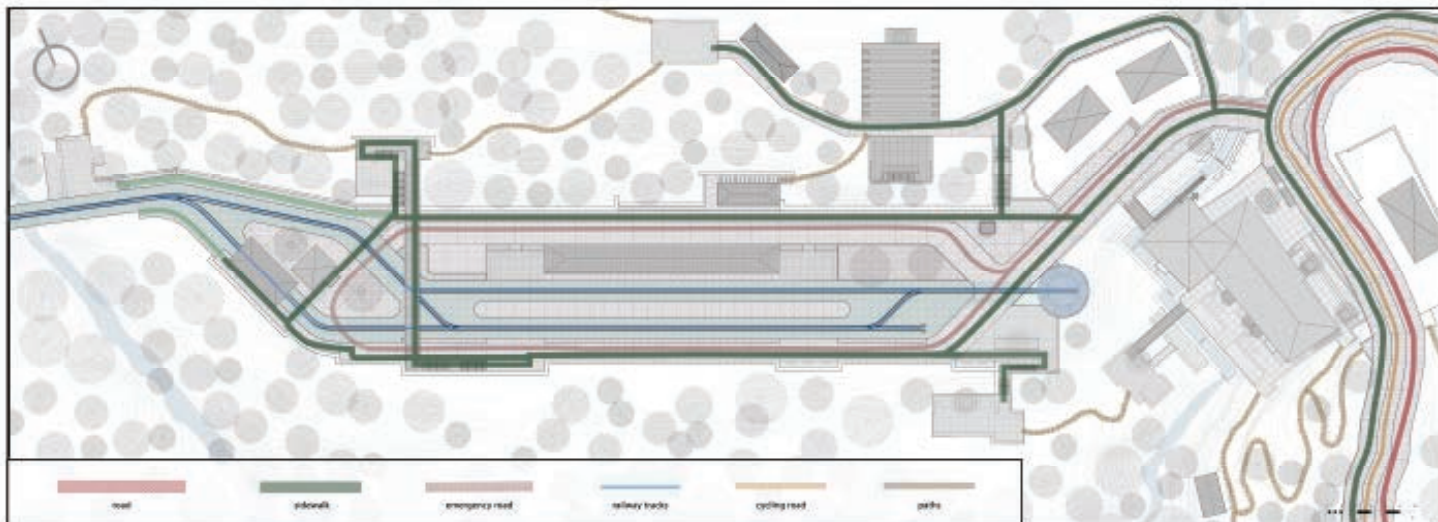 road
sidewalk
emergency road
railway tracks
cycling road
paths